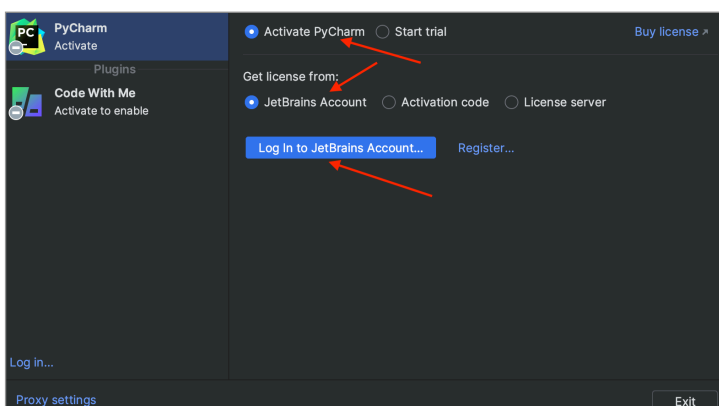 PC
PyCharm
Activate
Plugins
Code With Me
Activate to enable
Log in...
Proxy settings
Activate PyCharm Start trial Buy license
Get license from:
JetBrains Account Activation code License server
Log In to JetBrains Account... Register...
Exit